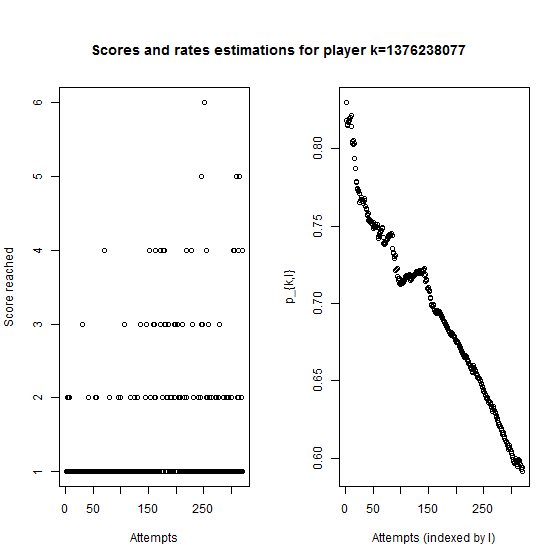 Scores and rates estimations for player k=1376238077
Score reached
6
5
4
3
2
1
0 50 150 250
Attempts
p_{k,l}
0.80
0.75
0.70
0.65
0.60
0 50 150 250
Attempts (indexed by l)